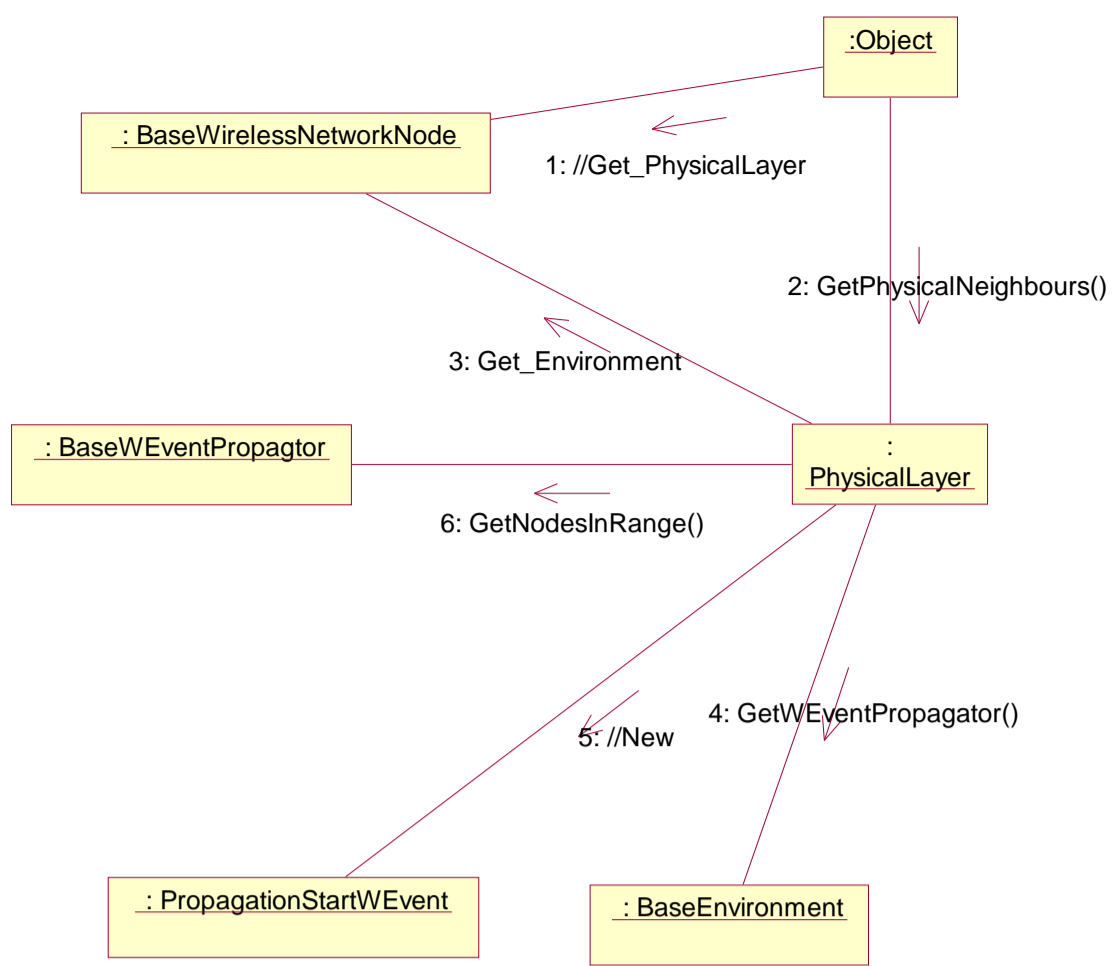 :Object
: BaseWirelessNetworkNode
1: //Get_PhysicalLayer
2: GetPhysicalNeighbours()
3: Get_Environment
: BaseWEventPropagtor
:
PhysicalLayer
6: GetNodesInRange()
4: GetWEventPropagator()
5: //New
: PropagationStartWEvent
: BaseEnvironment